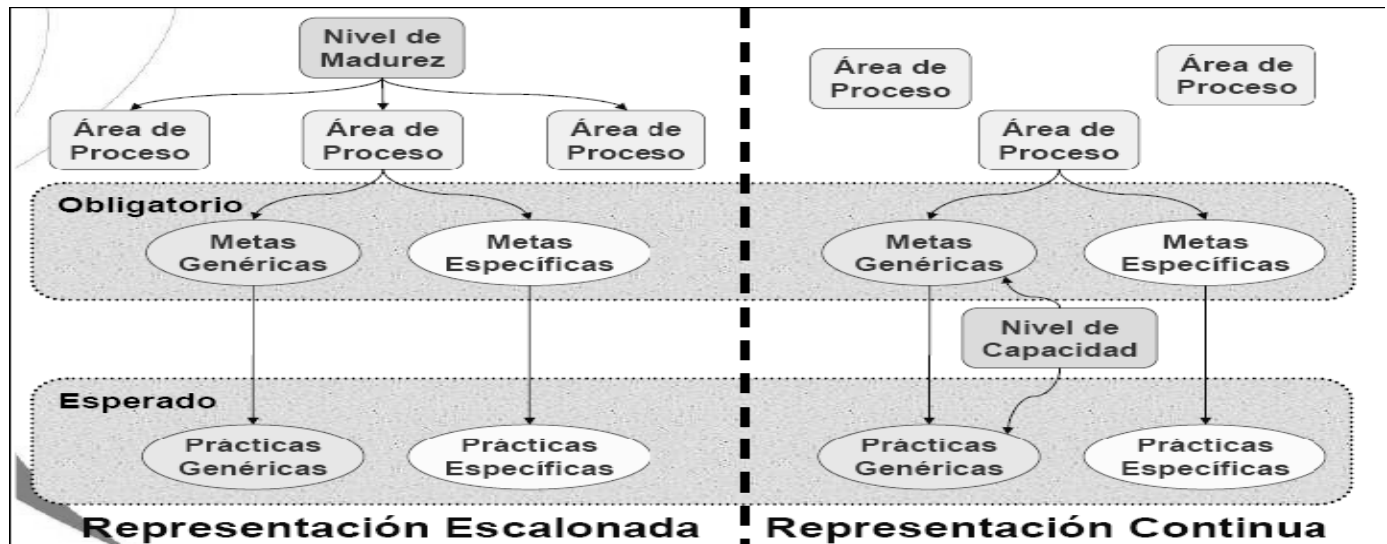 Nivel de
Madurez
Área de
Proceso
Área de
Proceso
Área de
Proceso
Obligatorio
Metas
Genéricas
Metas
Específicas
Esperado
Prácticas
Genéricas
Prácticas
Específicas
Representación Escalonada
Área de
Proceso
Área de
Proceso
Área de
Proceso
Metas
Genéricas
Metas
Específicas
Nivel de
Capacidad
Prácticas
Genéricas
Prácticas
Específicas
Representación Continua